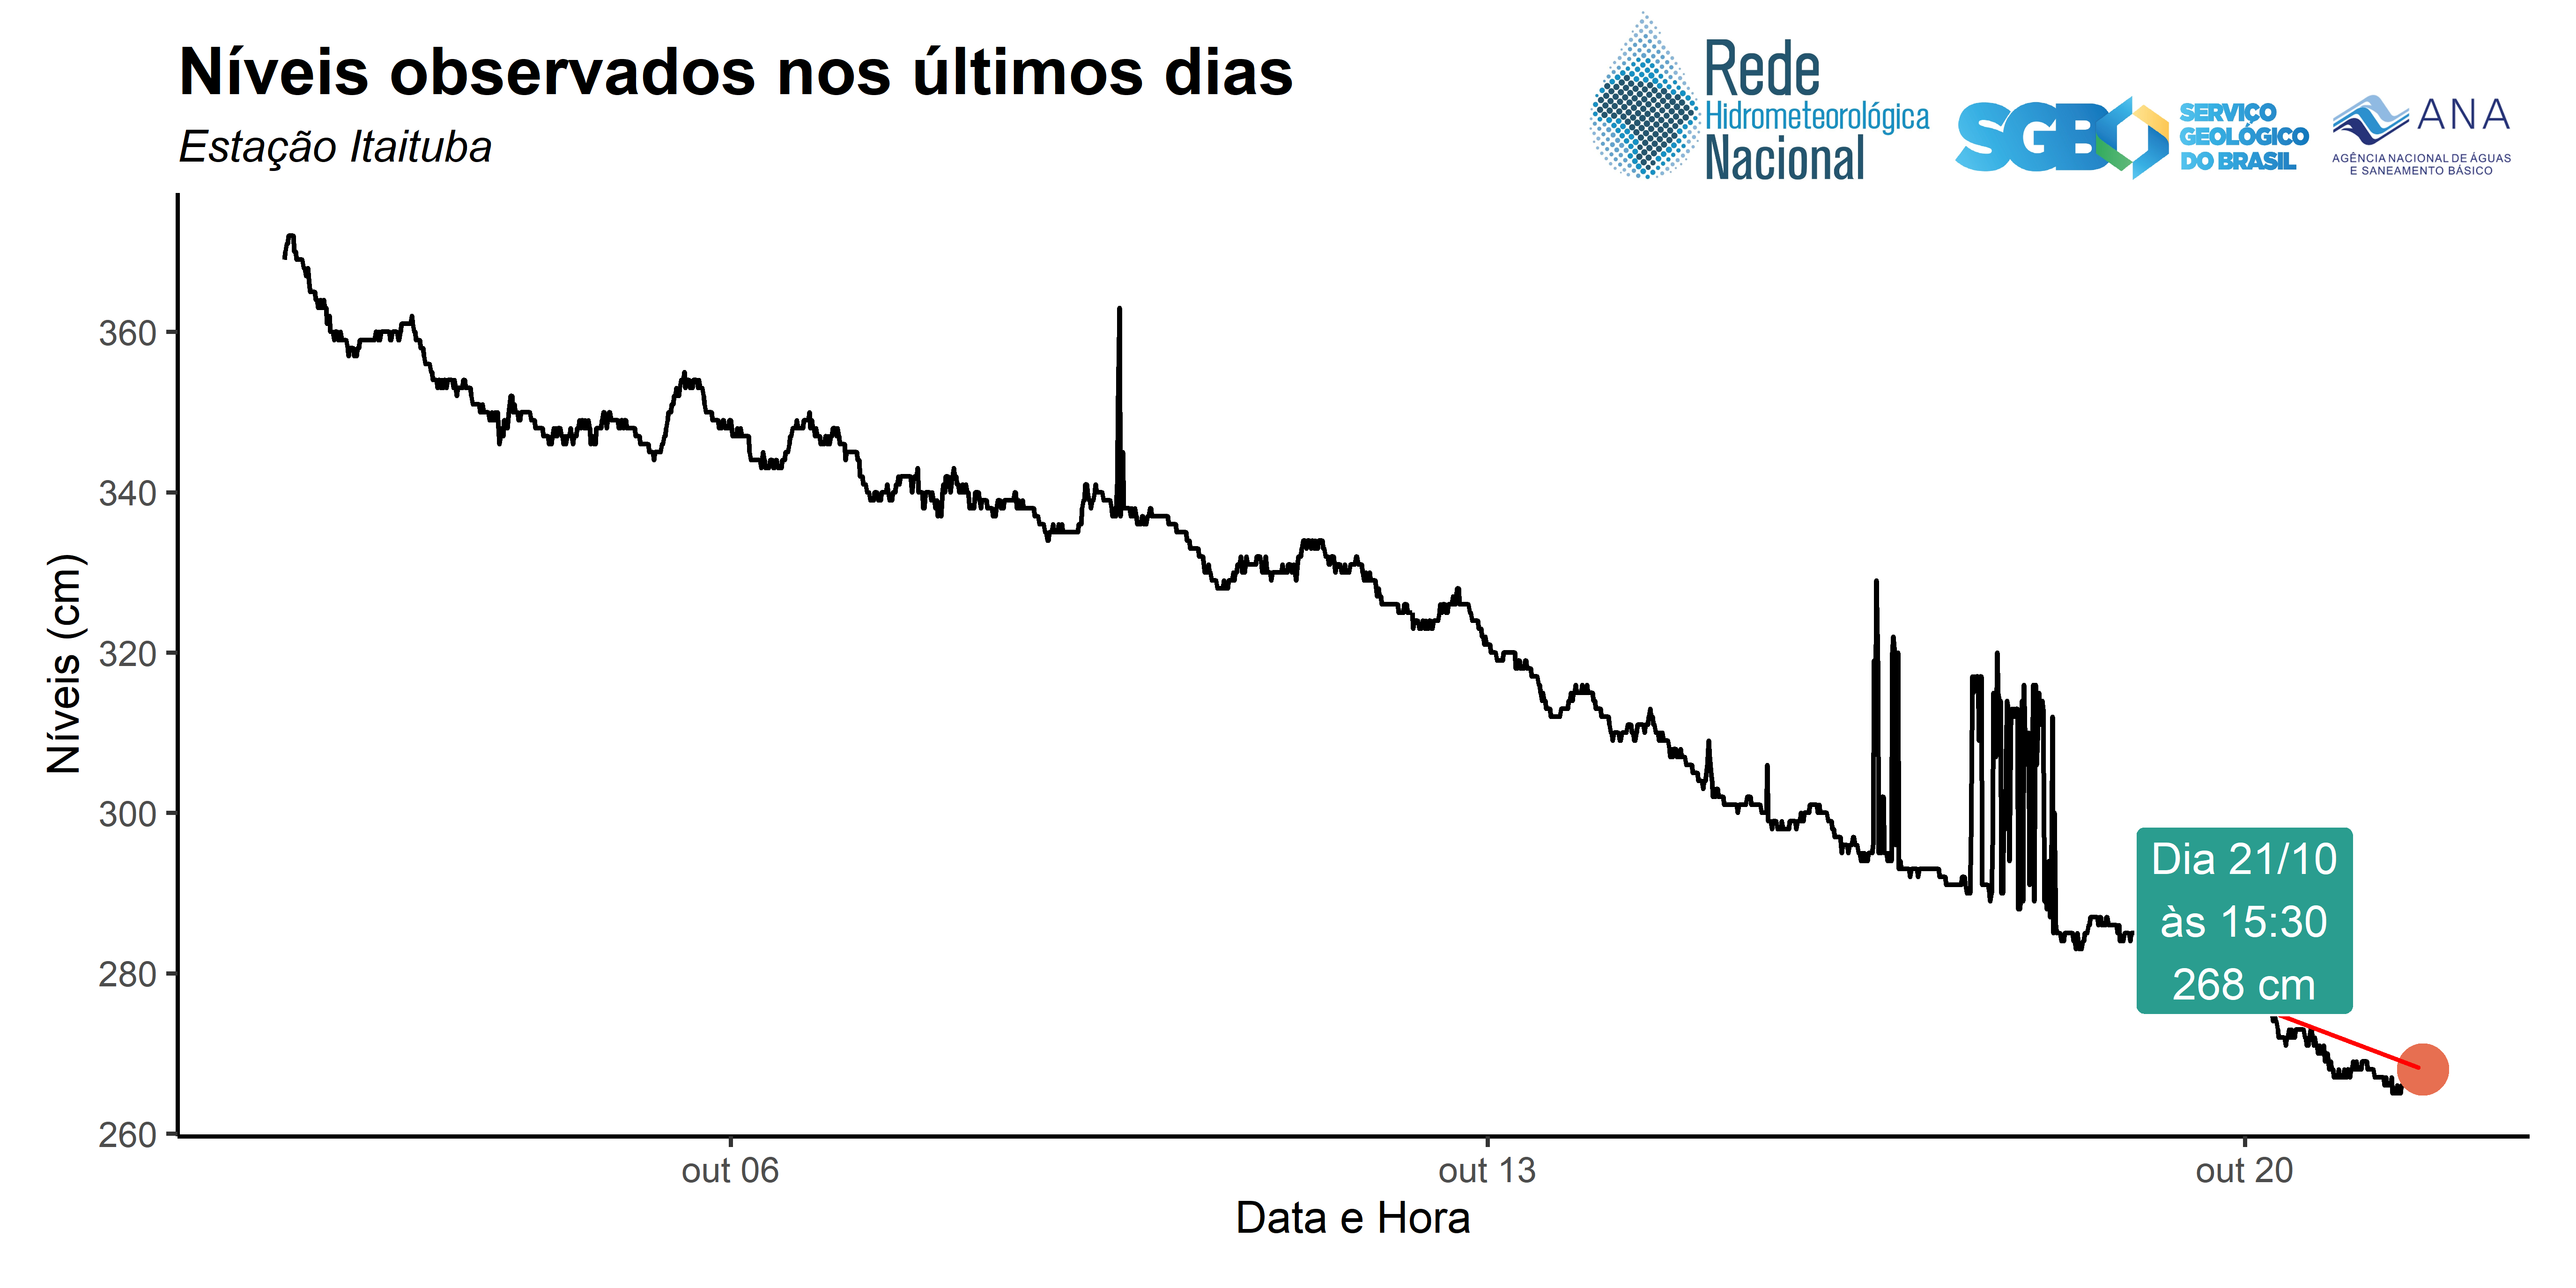 Níveis observados nos últimos dias
Estação Itaituba
Rede
Hidrometeorológica
Nacional
SGB
SERVIÇO
GEOLÓGICO
DO BRASIL
ANA
AGÊNCIA NACIONAL DE ÁGUAS
E SANEAMENTO BÁSICO
Níveis (cm)
360
340
320
300
280
260
Dia 21/10
às 15:30
268 cm
out 06
out 13
out 20
Data e Hora